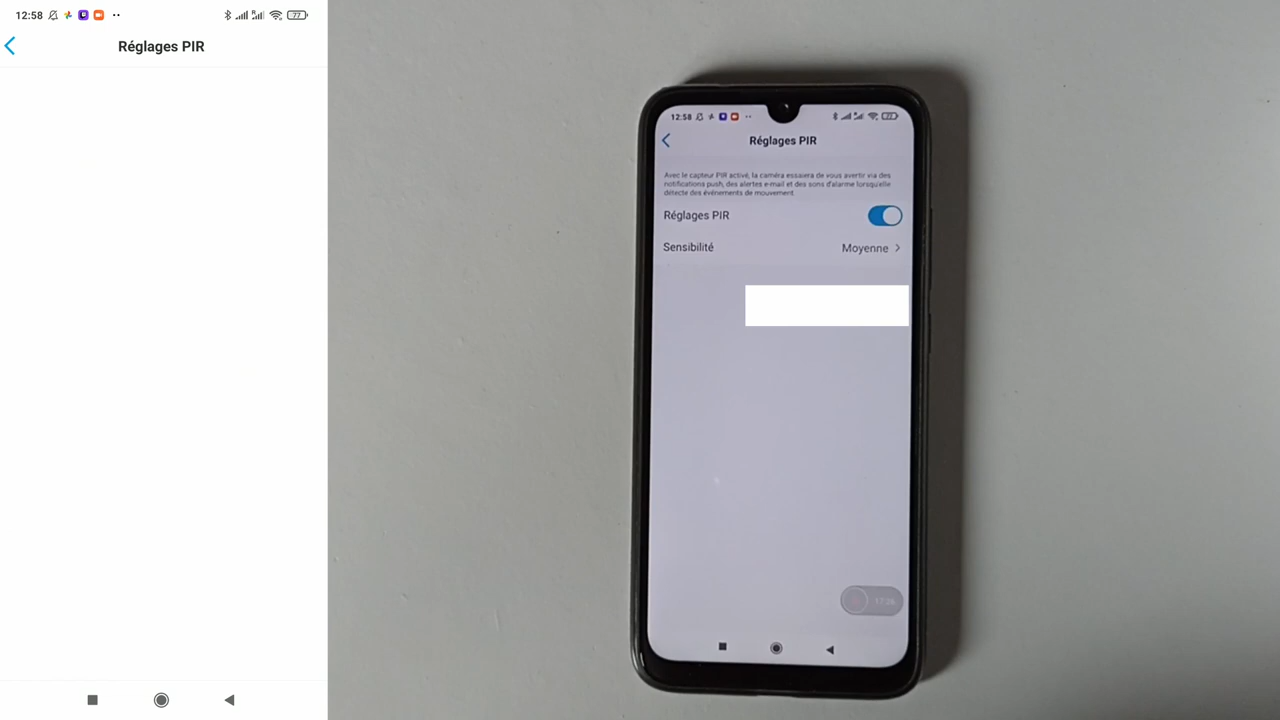 12:58
77
Réglages PIR
12:58
77
Réglages PIR
Avec le capteur PIR activé, la caméra essaiera de vous avertir via des
notifications push, des alertes e-mail et des sons d'alarme lorsqu'elle
détecte des événements de mouvement.
Réglages PIR
Sensibilité
Moyenne